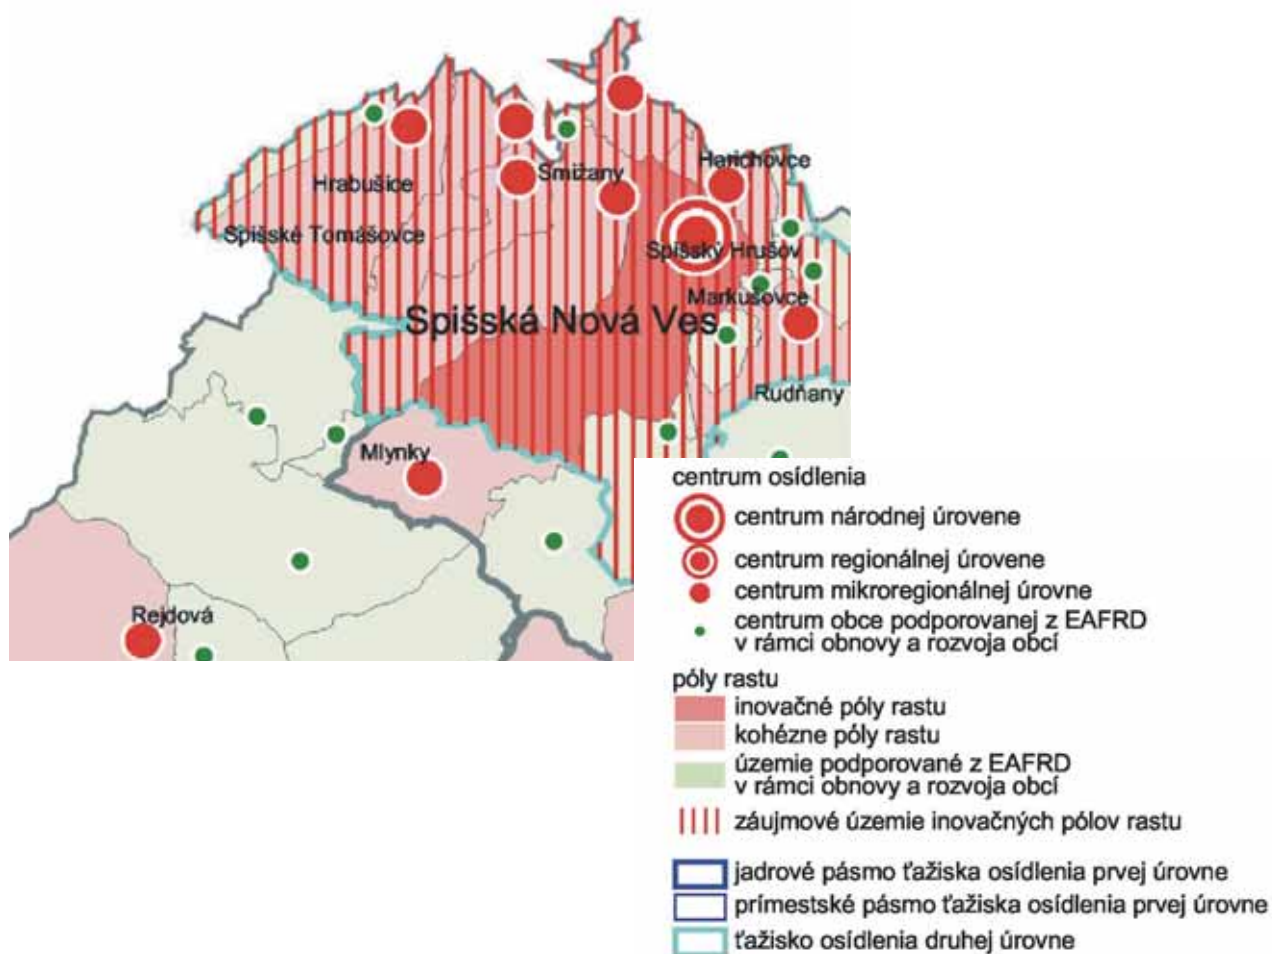 Harichovce
Smižany
Hrabušice
Spišské Tomášovce
Spišský Hrušov
Markušovce
Spišská Nová Ves
Rudňany
Mlynky
Rejdová
centrum osídlenia
centrum národnej úrovene
centrum regionálnej úrovene
centrum mikroregionálnej úrovne
centrum obce podporovanej z EAFRD
v rámci obnovy a rozvoja obcí
póly rastu
inovačné póly rastu
kohézne póly rastu
územie podporované z EAFRD
v rámci obnovy a rozvoja obcí
záujmové územie inovačných pólov rastu
jadrové pásmo ťažiska osídlenia prvej úrovne
prímestské pásmo ťažiska osídlenia prvej úrovne
ťažisko osídlenia druhej úrovne